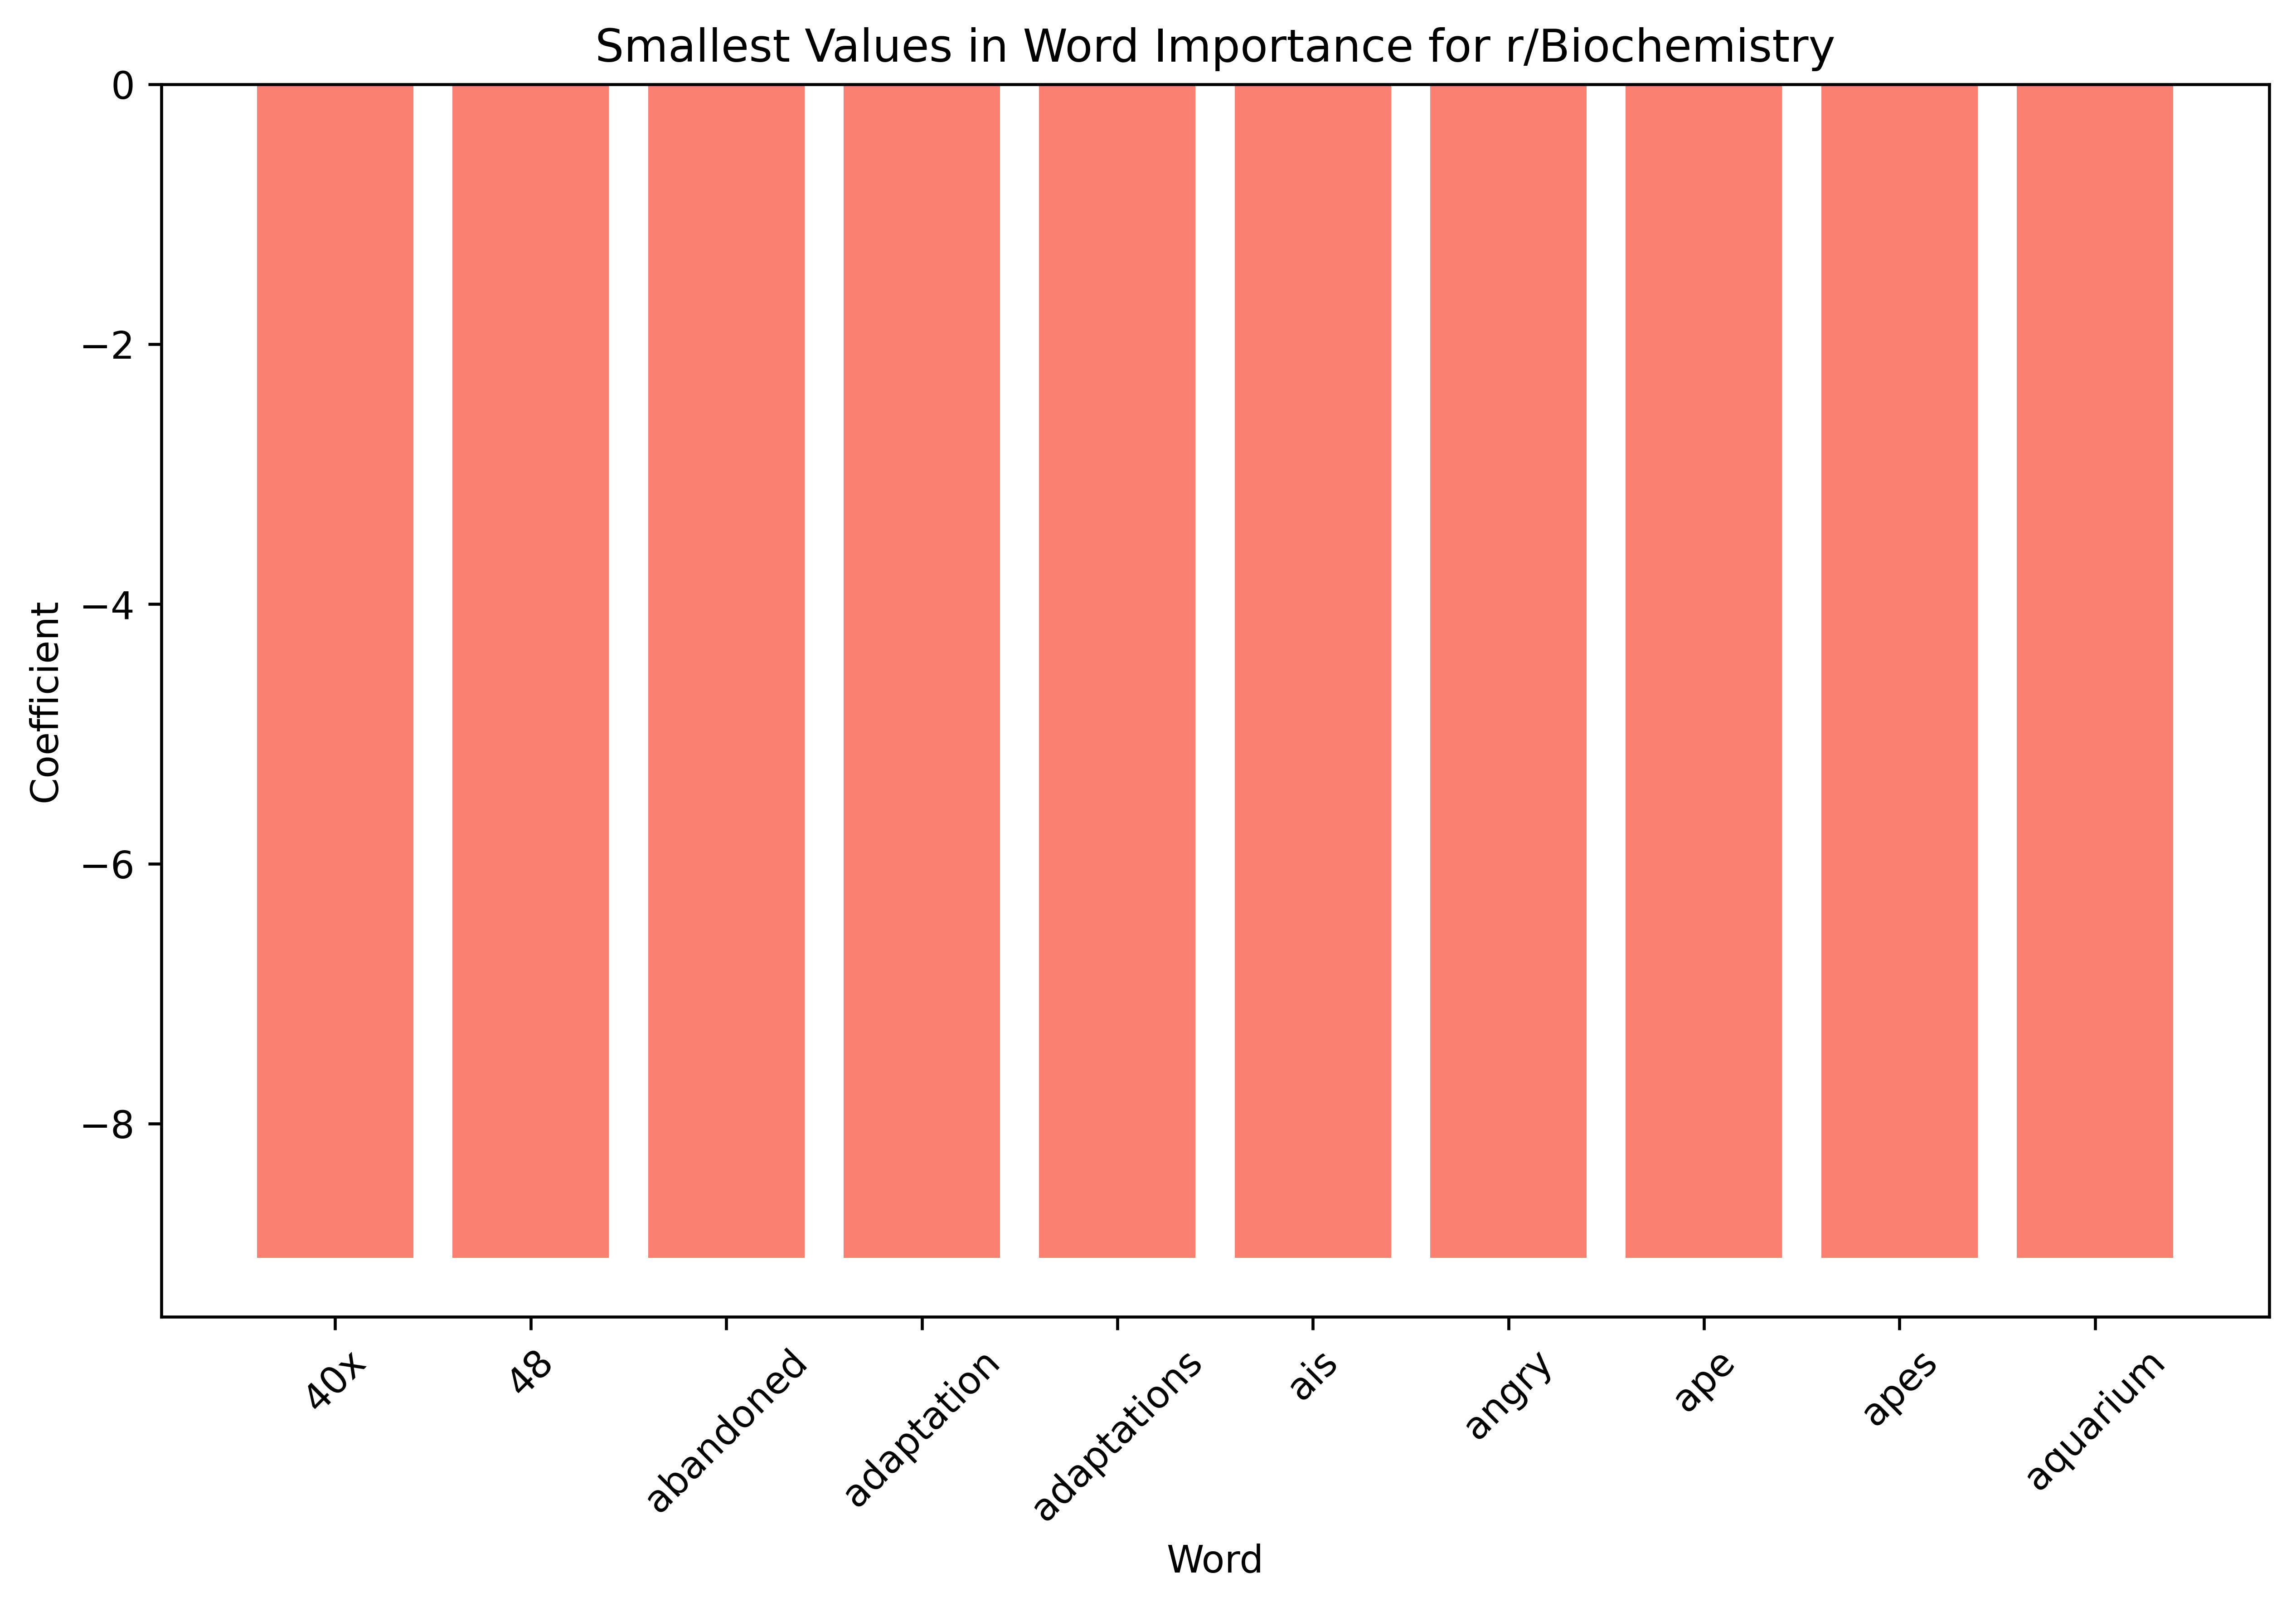 Smallest Values in Word Importance for r/Biochemistry
0
−2
−4
−6
−8
Coefficient
40x
48
abandoned
adaptation
adaptations
ais
angry
ape
apes
aquarium
Word